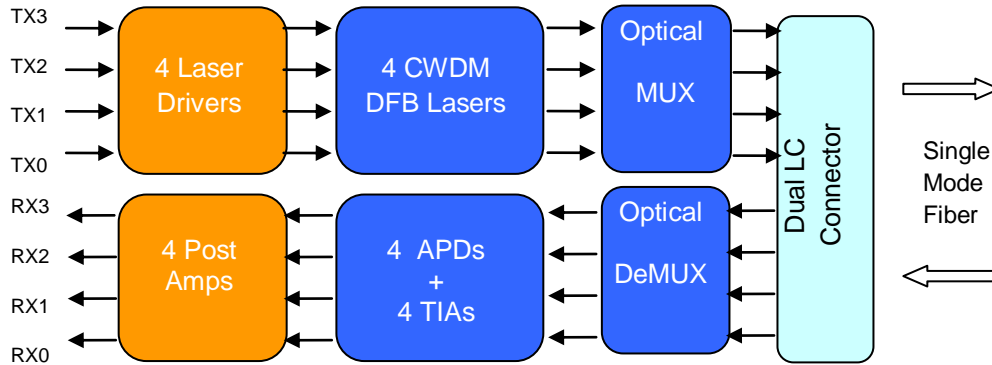 TX3
TX2
TX1
TX0
4 Laser
Drivers
4 CWDM
DFB Lasers
Optical
MUX
Dual LC
Connector
Single
Mode
Fiber
RX3
RX2
RX1
RX0
4 Post
Amps
4 APDs
+
4 TIAs
Optical
DeMUX